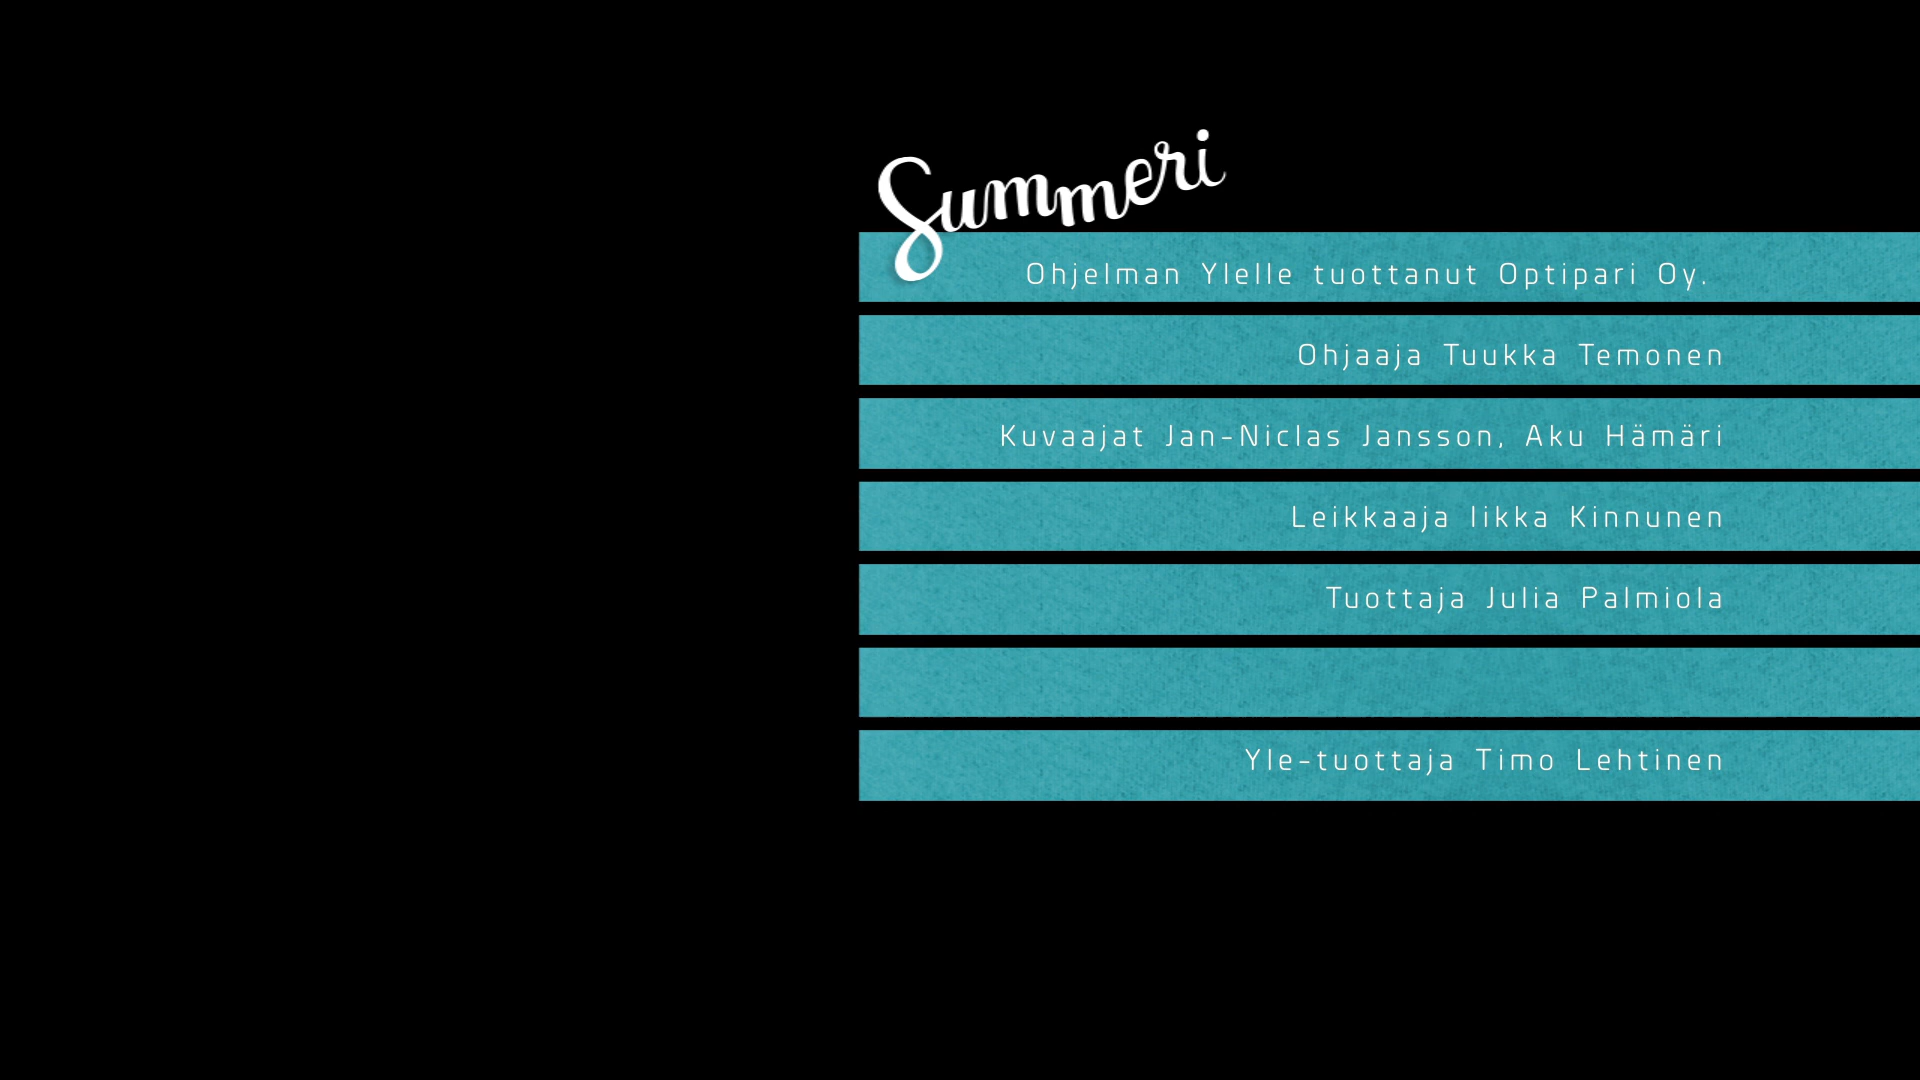 Summeri
Ohjelman Ylelle tuottanut Optipari Oy.
Ohjaaja Tuukka Temonen
Kuvaajat Jan-Niclas Jansson, Aku Hämäri
Leikkaaja Iikka Kinnunen
Tuottaja Julia Palmiola
Yle-tuottaja Timo Lehtinen